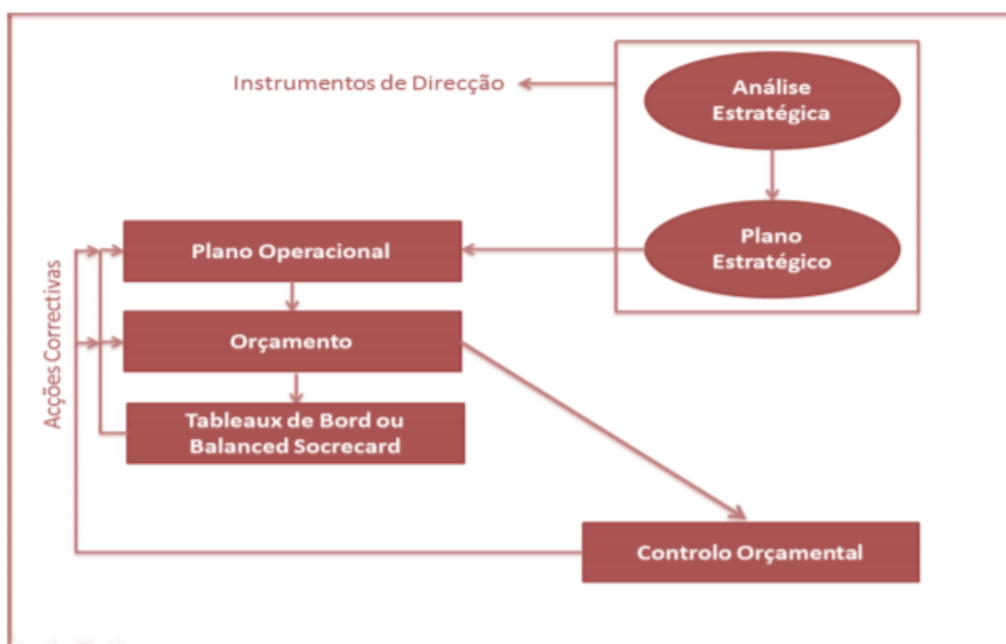 Instrumentos de Direcção
Análise
Estratégica
Plano
Estratégico
Plano Operacional
Orçamento
Tableaux de Bord ou
Balanced Socrecard
Acções Correctivas
Controlo Orçamental